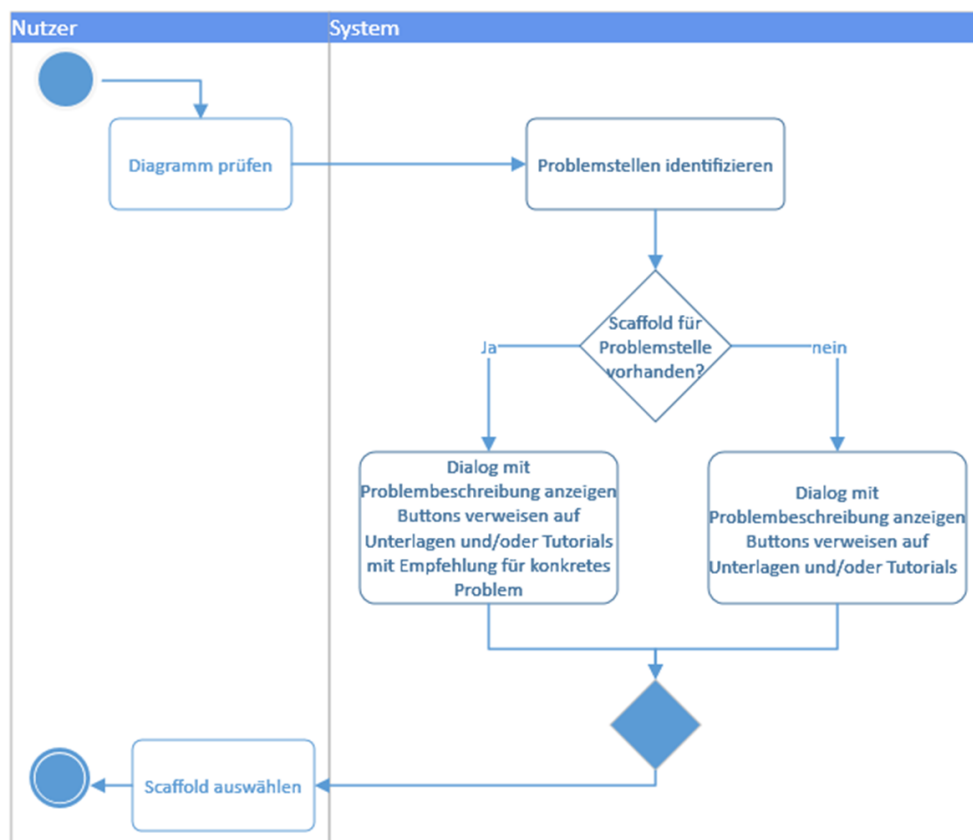 Nutzer
System
Diagramm prüfen
Problemstellen identifizieren
Scaffold für
Problemstelle
vorhanden?
Ja
nein
Dialog mit
Problembeschreibung anzeigen
Buttons verweisen auf
Unterlagen und/oder Tutorials
mit Empfehlung für konkretes
Problem
Dialog mit
Problembeschreibung anzeigen
Buttons verweisen auf
Unterlagen und/oder Tutorials
Scaffold auswählen